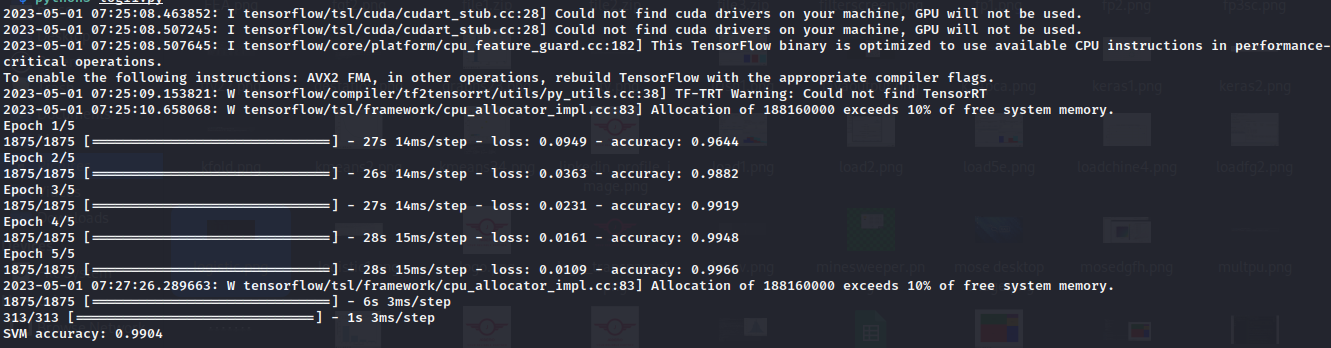 2023-05-01 07:25:08.463852: I tensorflow/tsl/cuda/cudart_stub.cc:28] Could not find cuda drivers on your machine, GPU will not be used.
2023-05-01 07:25:08.507245: I tensorflow/tsl/cuda/cudart_stub.cc:28] Could not find cuda drivers on your machine, GPU will not be used.
2023-05-01 07:25:08.507645: I tensorflow/core/platform/cpu_feature_guard.cc:182] This TensorFlow binary is optimized to use available CPU instructions in performance-
critical operations.
To enable the following instructions: AVX2 FMA, in other operations, rebuild TensorFlow with the appropriate compiler flags.
2023-05-01 07:25:09.153821: W tensorflow/compiler/tf2tensorrt/utils/py_utils.cc:38] TF-TRT Warning: Could not find TensorRT
2023-05-01 07:25:10.658068: W tensorflow/tsl/framework/cpu_allocator_impl.cc:83] Allocation of 188160000 exceeds 10% of free system memory.
Epoch 1/5
1875/1875 [==============================] - 27s 14ms/step - loss: 0.0949 - accuracy: 0.9644
Epoch 2/5
1875/1875 [==============================] - 26s 14ms/step - loss: 0.0363 - accuracy: 0.9882
Epoch 3/5
1875/1875 [==============================] - 27s 14ms/step - loss: 0.0231 - accuracy: 0.9919
Epoch 4/5
1875/1875 [==============================] - 28s 15ms/step - loss: 0.0161 - accuracy: 0.9948
Epoch 5/5
1875/1875 [==============================] - 28s 15ms/step - loss: 0.0109 - accuracy: 0.9966
2023-05-01 07:27:26.289663: W tensorflow/tsl/framework/cpu_allocator_impl.cc:83] Allocation of 188160000 exceeds 10% of free system memory.
1875/1875 [==============================] - 6s 3ms/step
313/313 [==============================] - 1s 3ms/step
SVM accuracy: 0.9904